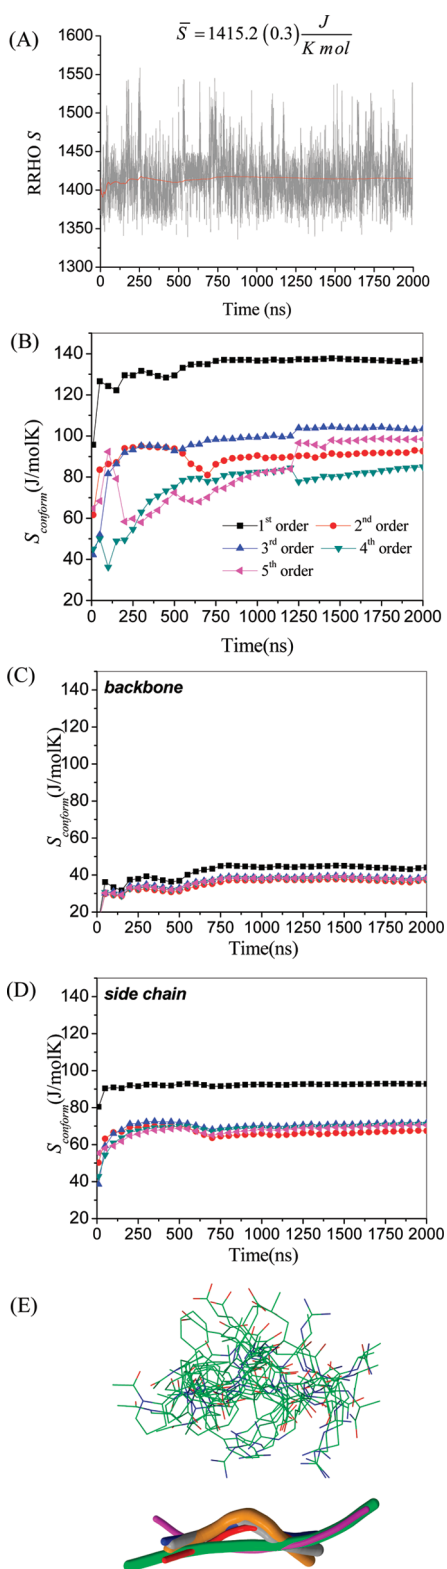 (A)
S̄ = 1415.2 (0.3) J / K mol
1600
1550
1500
1450
1400
1350
1300
RRHO S
0 250 500 750 1000 1250 1500 1750 2000
Time (ns)
(B)
140
120
100
80
60
40
20
S_conform(J/molK)
1st order 2nd order
3rd order 4th order
5th order
0 250 500 750 1000 1250 1500 1750 2000
Time(ns)
(C)
backbone
140
120
100
80
60
40
20
S_conform(J/molK)
0 250 500 750 1000 1250 1500 1750 2000
Time(ns)
(D)
side chain
140
120
100
80
60
40
20
S_conform(J/molK)
0 250 500 750 1000 1250 1500 1750 2000
Time(ns)
(E)